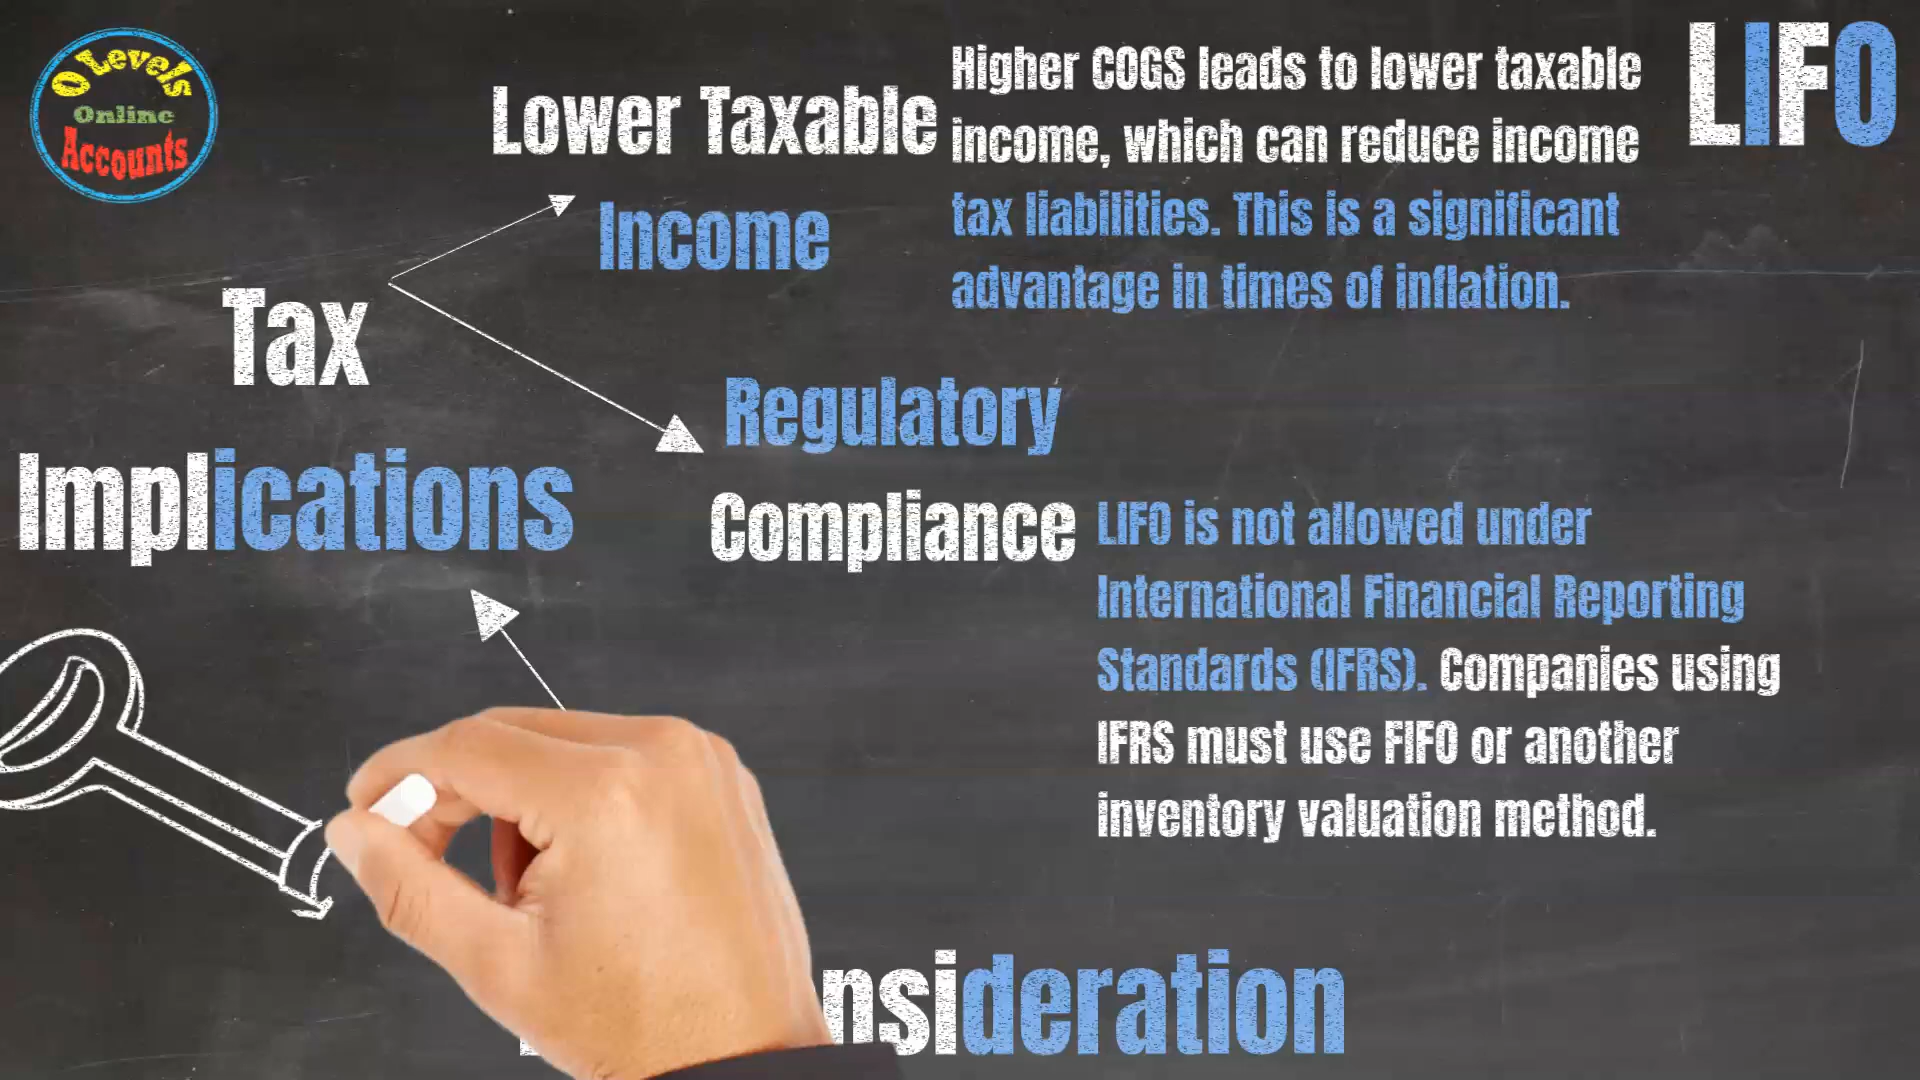 O Levels
Online
Accounts
LIFO
Lower Taxable
Income
Higher COGS leads to lower taxable
income, which can reduce income
tax liabilities. This is a significant
advantage in times of inflation.
Tax
Implications
Regulatory
Compliance
LIFO is not allowed under
International Financial Reporting
Standards (IFRS). Companies using
IFRS must use FIFO or another
inventory valuation method.
nsideration